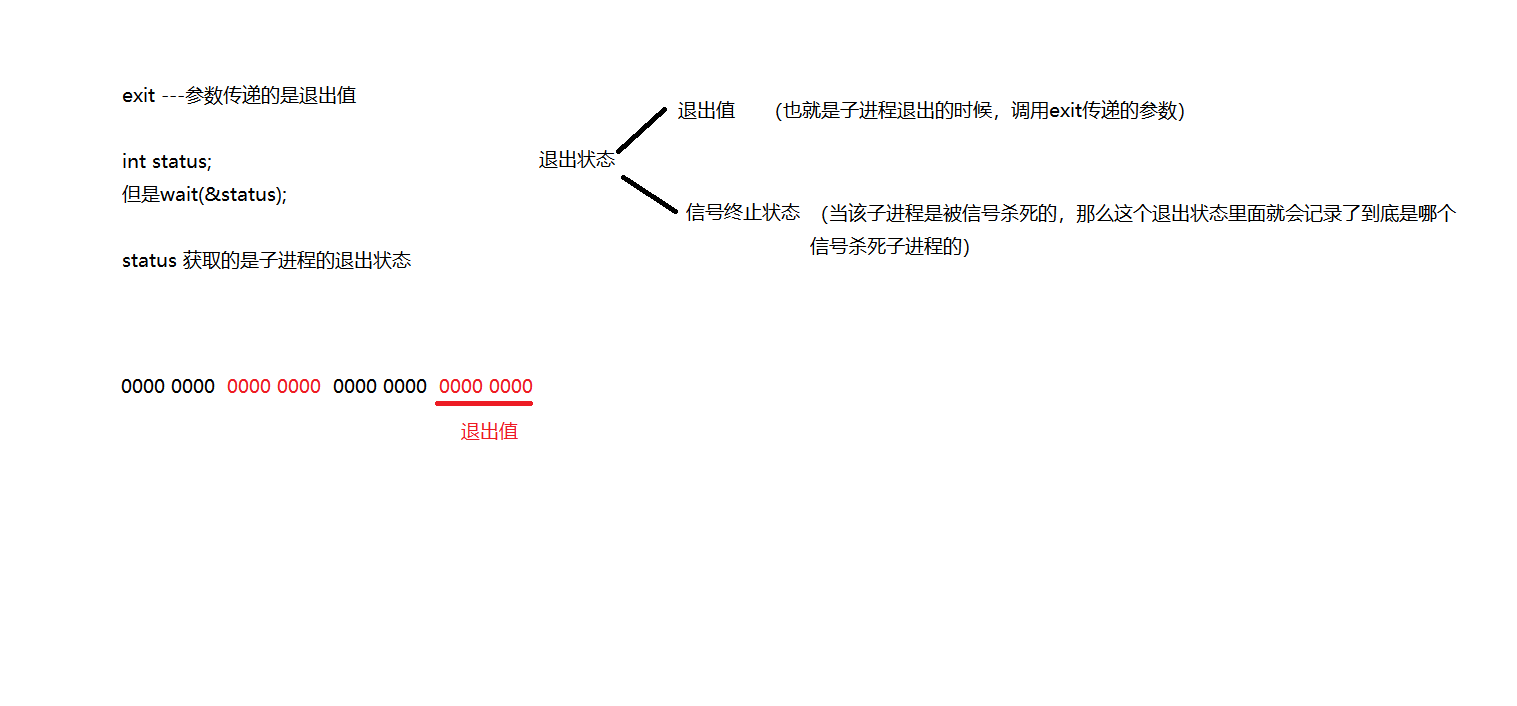 exit ---参数传递的是退出值
int status;
但是wait(&status);
status 获取的是子进程的退出状态
退出状态
退出值 （也就是子进程退出的时候，调用exit传递的参数）
信号终止状态 （当该子进程是被信号杀死的，那么这个退出状态里面就会记录了到底是哪个
信号杀死子进程的）
0000 0000 0000 0000 0000 0000 0000 0000
退出值